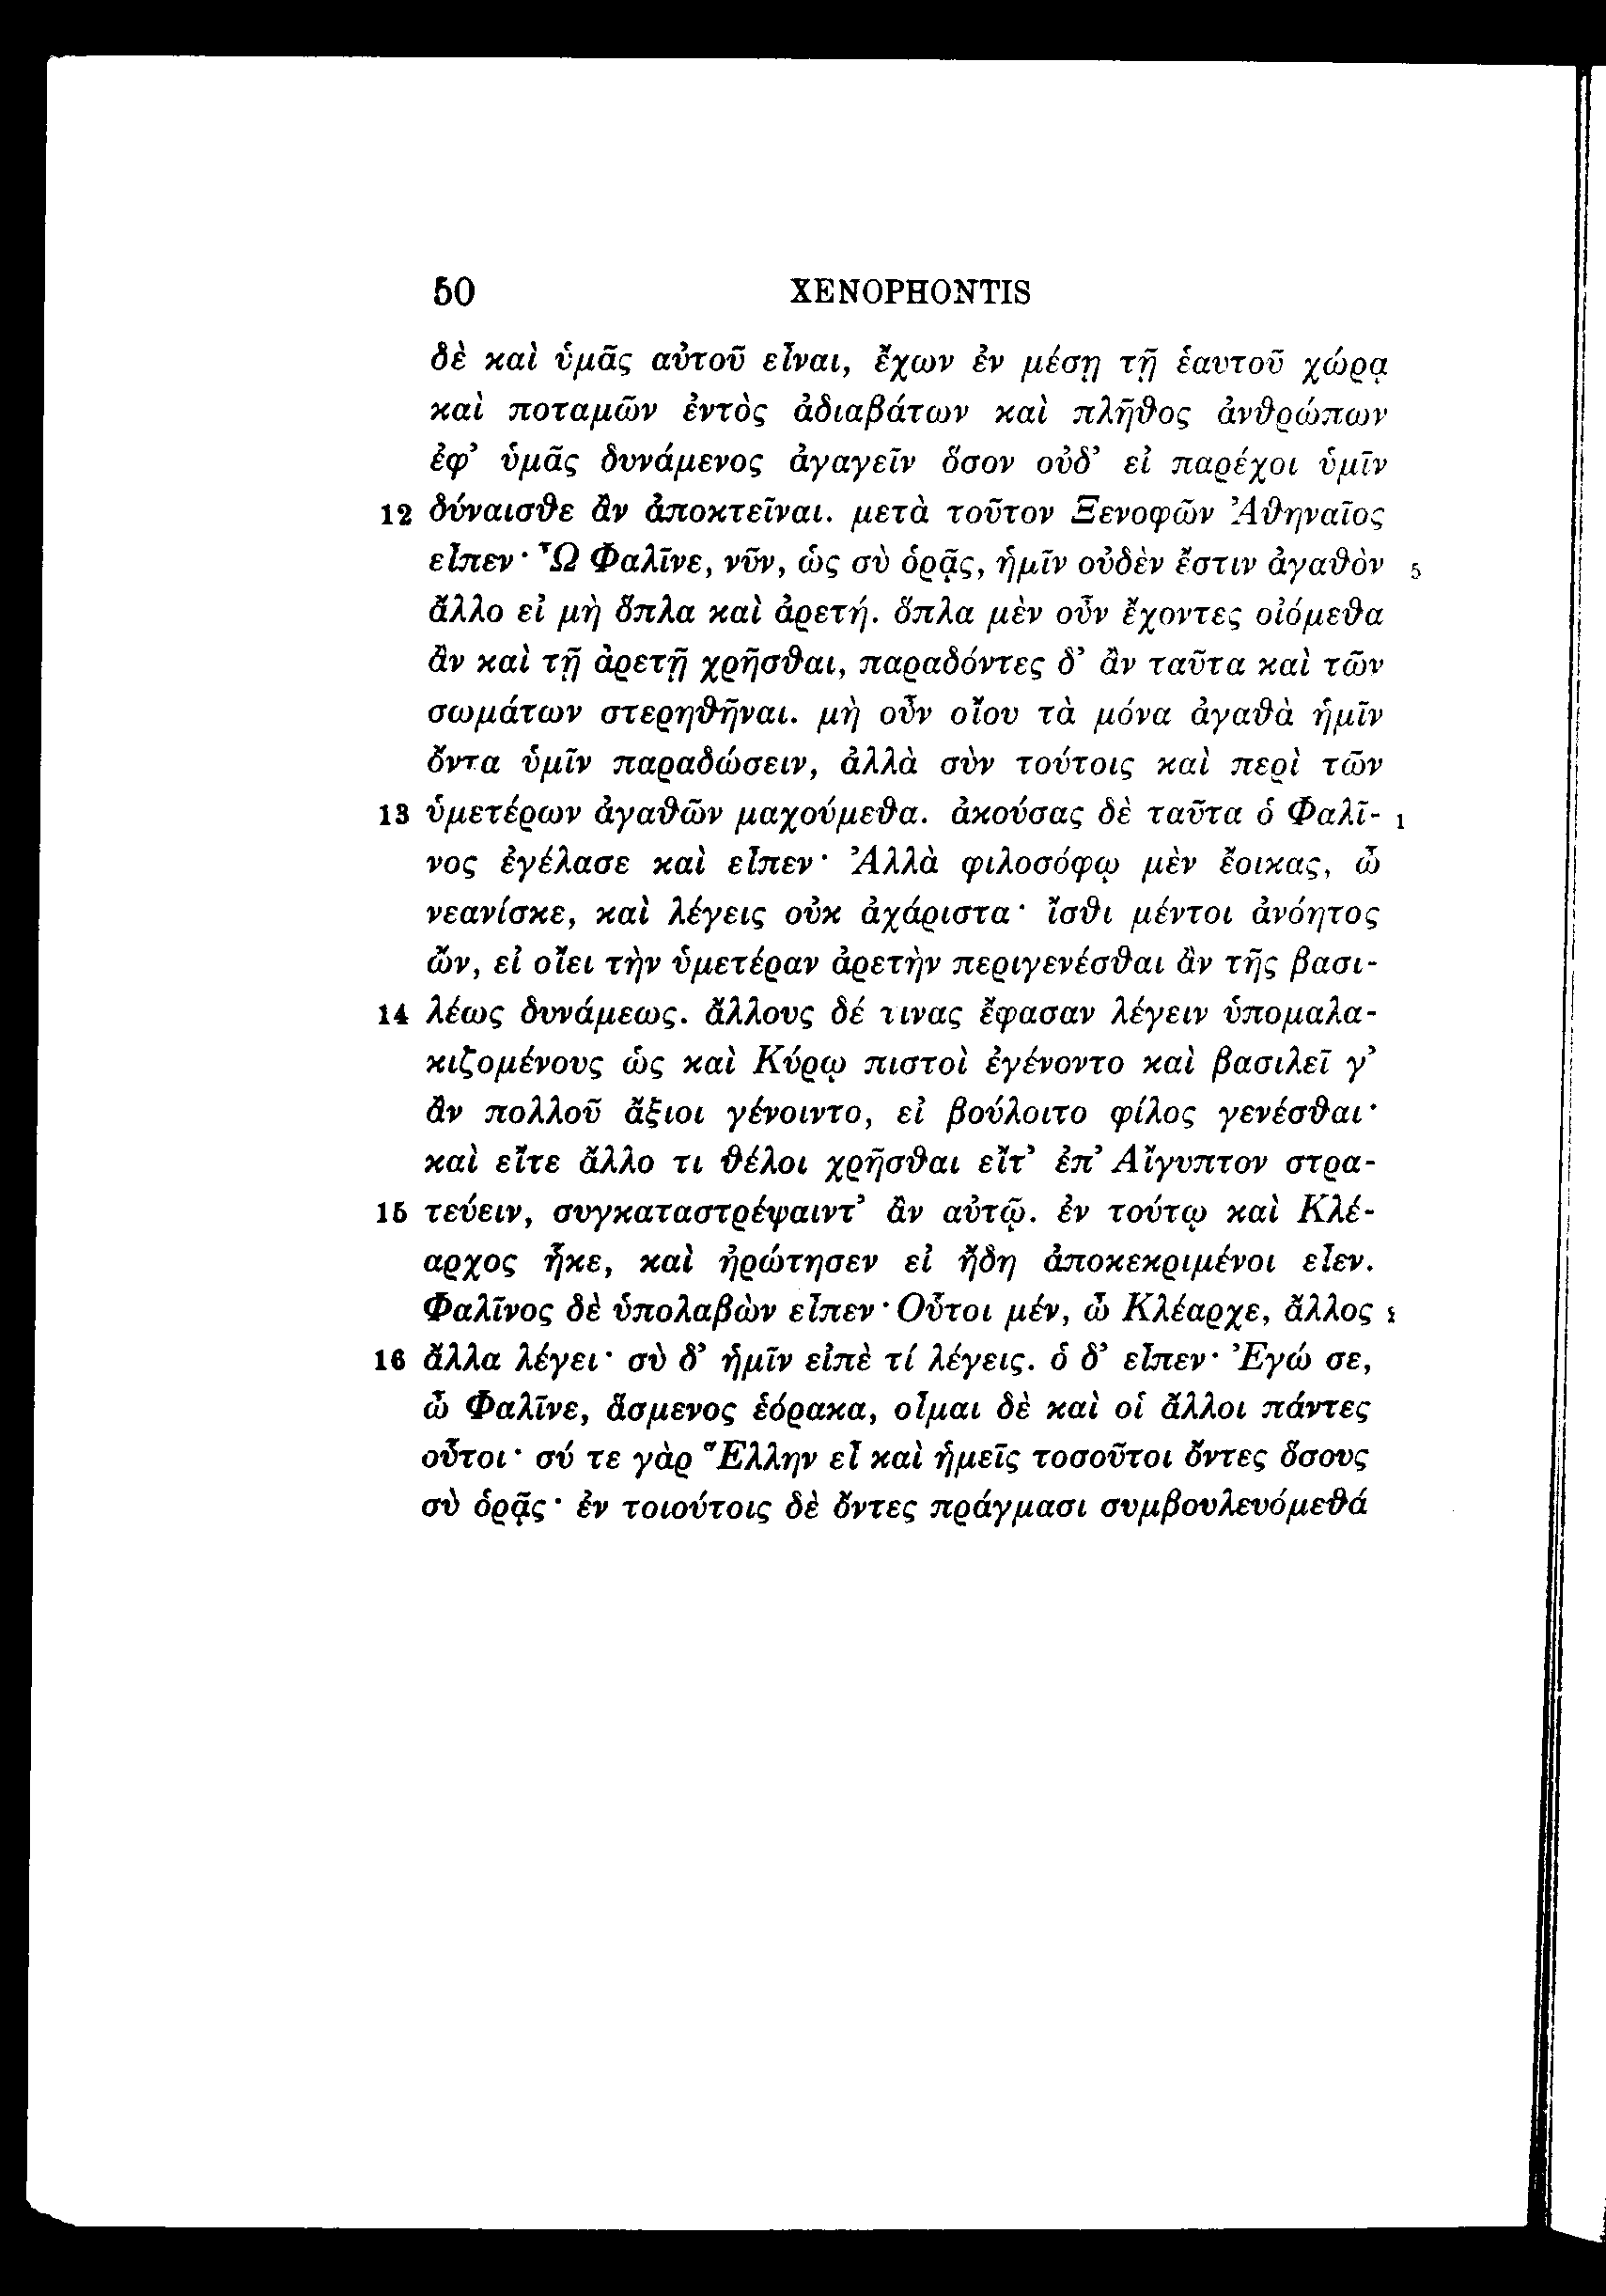 50 XENOPHONTIS
δὲ καὶ ὑμᾶς αὑτοῦ εἶναι, ἔχων ἐν μέσῃ τῇ ἑαυτοῦ χώρᾳ
καὶ ποταμῶν ἐντὸς ἀδιαβάτων καὶ πλῆθος ἀνθρώπων
ἐφ’ ὑμᾶς δυνάμενος ἀγαγεῖν ὅσον οὐδ’ εἰ παρέχοι ὑμῖν
12 δύναισθε ἂν ἀποκτεῖναι. μετὰ τοῦτον Ξενοφῶν Ἀθηναῖος
εἶπεν· Ὦ Φαλῖνε, νῦν, ὡς σὺ ὁρᾷς, ἡμῖν οὐδὲν ἔστιν ἀγαθὸν 5
ἄλλο εἰ μὴ ὅπλα καὶ ἀρετή. ὅπλα μὲν οὖν ἔχοντες οἰόμεθα
ἂν καὶ τῇ ἀρετῇ χρῆσθαι, παραδόντες δ’ ἂν ταῦτα καὶ τῶν
σωμάτων στερηθῆναι. μὴ οὖν οἴου τὰ μόνα ἀγαθὰ ἡμῖν
ὄντα ὑμῖν παραδώσειν, ἀλλὰ σὺν τούτοις καὶ περὶ τῶν
13 ὑμετέρων ἀγαθῶν μαχούμεθα. ἀκούσας δὲ ταῦτα ὁ Φαλῖ- 1
νος ἐγέλασε καὶ εἶπεν· Ἀλλὰ φιλοσόφῳ μὲν ἔοικας, ὦ
νεανίσκε, καὶ λέγεις οὐκ ἀχάριστα· ἴσθι μέντοι ἀνόητος
ὤν, εἰ οἴει τὴν ὑμετέραν ἀρετὴν περιγενέσθαι ἂν τῆς βασι-
14 λέως δυνάμεως. ἄλλους δέ τινας ἔφασαν λέγειν ὑπομαλα-
κιζομένους ὡς καὶ Κύρῳ πιστοὶ ἐγένοντο καὶ βασιλεῖ γ’
ἂν πολλοῦ ἄξιοι γένοιντο, εἰ βούλοιτο φίλος γενέσθαι·
καὶ εἴτε ἄλλο τι θέλοι χρῆσθαι εἴτ’ ἐπ’ Αἴγυπτον στρα-
15 τεύειν, συγκαταστρέψαιντ’ ἂν αὐτῷ. ἐν τούτῳ καὶ Κλέ-
αρχος ἧκε, καὶ ἠρώτησεν εἰ ἤδη ἀποκεκριμένοι εἶεν.
Φαλῖνος δὲ ὑπολαβὼν εἶπεν· Οὗτοι μέν, ὦ Κλέαρχε, ἄλλος
16 ἄλλα λέγει· σὺ δ’ ἡμῖν εἰπὲ τί λέγεις. ὁ δ’ εἶπεν· Ἐγώ σε,
ὦ Φαλῖνε, ἅσμενος ἑόρακα, οἶμαι δὲ καὶ οἱ ἄλλοι πάντες
οὗτοι· σύ τε γὰρ Ἕλλην εἶ καὶ ἡμεῖς τοσοῦτοι ὄντες ὅσους
σὺ ὁρᾷς· ἐν τοιούτοις δὲ ὄντες πράγμασι συμβουλευόμεθά